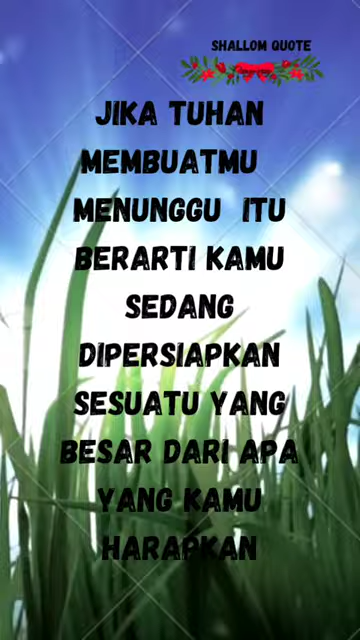 SHALLOM QUOTE
JIKA TUHAN
MEMBUATMU
MENUNGGU ITU
BERARTI KAMU
SEDANG
DIPERSIAPKAN
SESUATU YANG
BESAR DARI APA
YANG KAMU
HARAPKAN